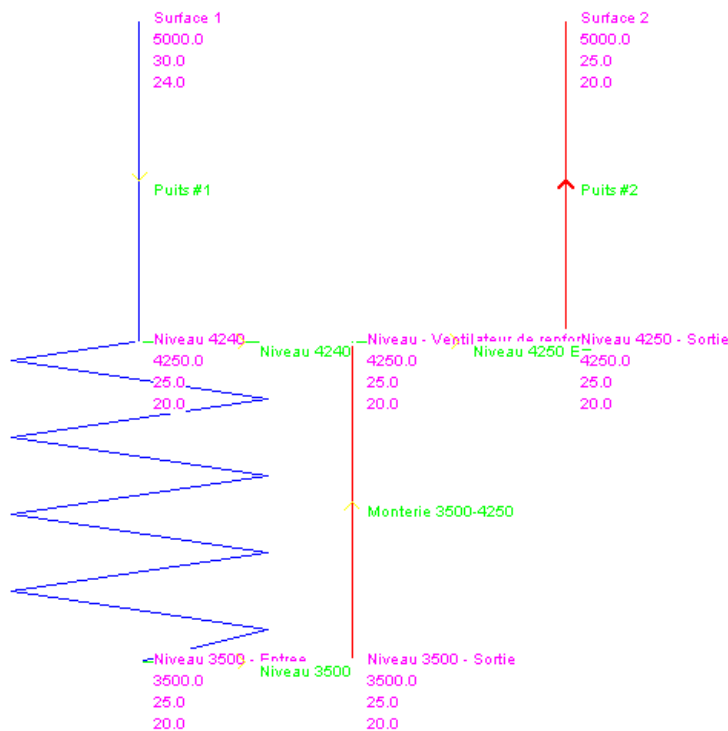 Surface 1
5000.0
30.0
24.0
Surface 2
5000.0
25.0
20.0
Puits #1
Puits #2
Niveau 4240
4250.0
25.0
20.0
Niveau 4240
Niveau - Ventilateur de renfor
4250.0
25.0
20.0
Niveau 4250 E
Niveau 4250 - Sortie
4250.0
25.0
20.0
Monterie 3500-4250
Niveau 3500 - Entree
3500.0
25.0
20.0
Niveau 3500
Niveau 3500 - Sortie
3500.0
25.0
20.0